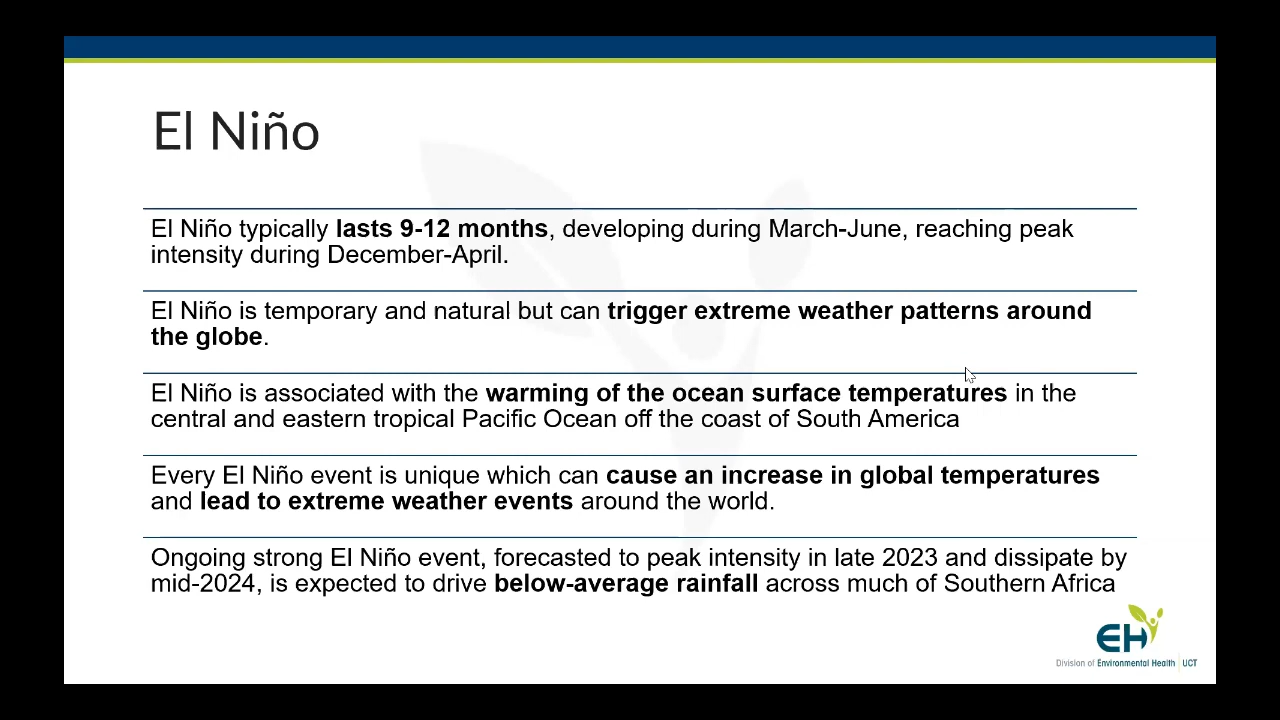 El Niño
El Niño typically lasts 9-12 months, developing during March-June, reaching peak
intensity during December-April.
El Niño is temporary and natural but can trigger extreme weather patterns around
the globe.
El Niño is associated with the warming of the ocean surface temperatures in the
central and eastern tropical Pacific Ocean off the coast of South America
Every El Niño event is unique which can cause an increase in global temperatures
and lead to extreme weather events around the world.
Ongoing strong El Niño event, forecasted to peak intensity in late 2023 and dissipate by
mid-2024, is expected to drive below-average rainfall across much of Southern Africa
EH
Division of Environmental Health | UCT